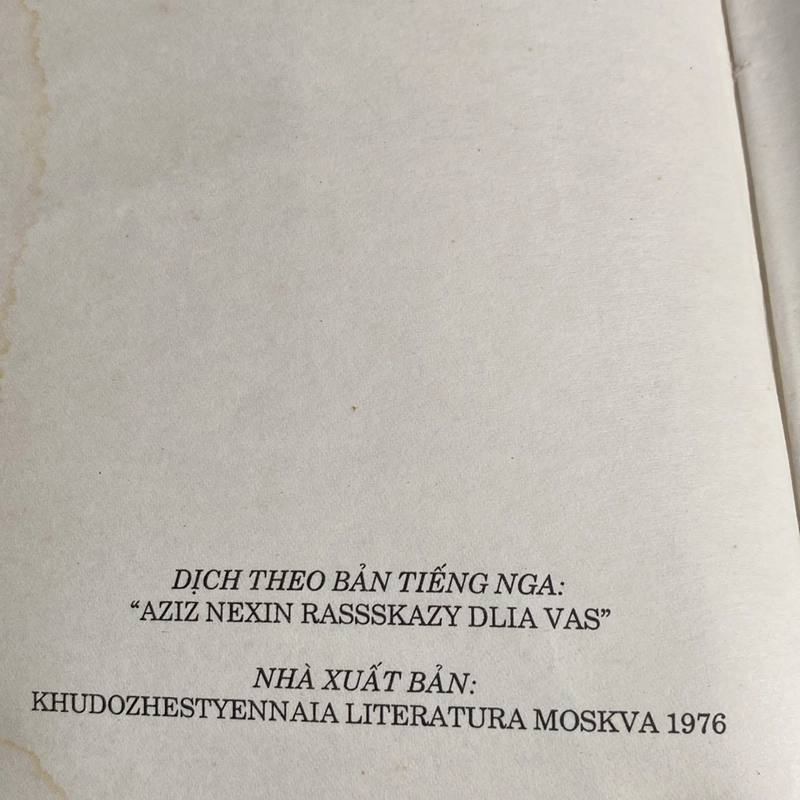 DỊCH THEO BẢN TIẾNG NGA:
“AZIZ NEXIN RASSSKAZY DLIA VAS”
NHÀ XUẤT BẢN:
KHUDOZHESTYENNAIA LITERATURA MOSKVA 1976